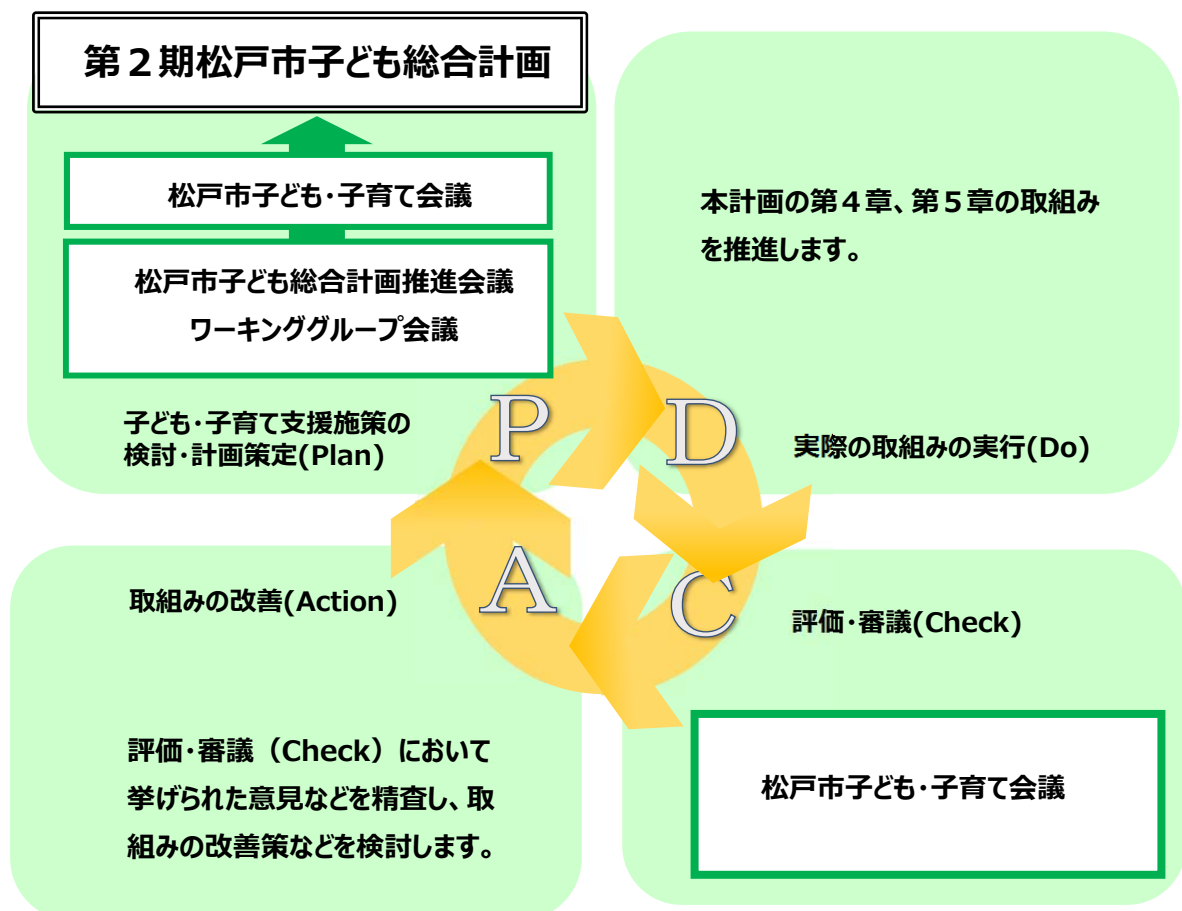 第２期松戸市子ども総合計画
松戸市子ども・子育て会議
松戸市子ども総合計画推進会議
ワーキンググループ会議
子ども・子育て支援施策の
検討・計画策定(Plan)
本計画の第４章、第５章の取組み
を推進します。
実際の取組みの実行(Do)
P
D
A
C
取組みの改善(Action)
評価・審議（Check）において
挙げられた意見などを精査し、取
組みの改善策などを検討します。
評価・審議(Check)
松戸市子ども・子育て会議